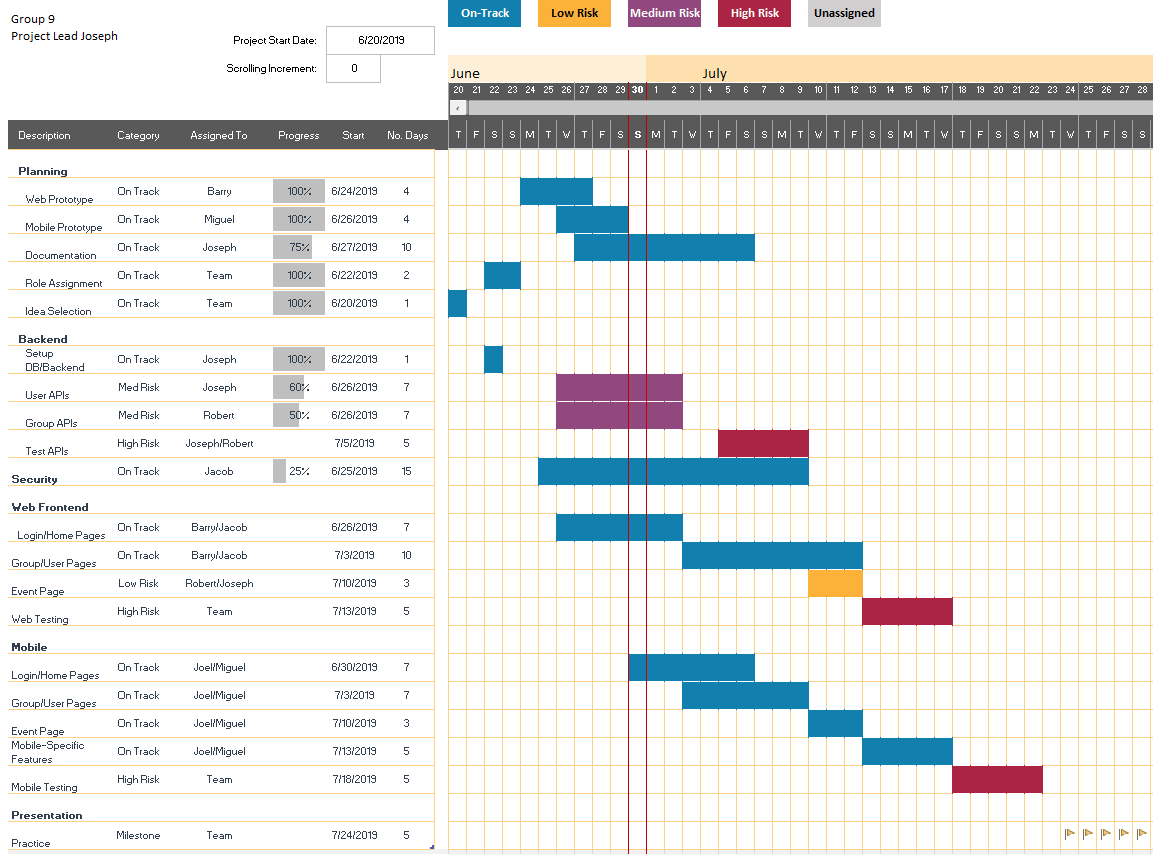 Group 9
Project Lead Joseph
On-Track Low Risk Medium Risk High Risk Unassigned
Project Start Date: 6/20/2019
Scrolling Increment: 0
June July
20 21 22 23 24 25 26 27 28 29 30 1 2 3 4 5 6 7 8 9 10 11 12 13 14 15 16 17 18 19 20 21 22 23 24 25 26 27 28
Description Category Assigned To Progress Start No. Days T F S S M T W T F S S M T W T F S S M T W T F S S M T W T F S S M T W T F S S
Planning
Web Prototype On Track Barry 100% 6/24/2019 4
Mobile Prototype On Track Miguel 100% 6/26/2019 4
Documentation On Track Joseph 75% 6/27/2019 10
Role Assignment On Track Team 100% 6/22/2019 2
Idea Selection On Track Team 100% 6/20/2019 1
Backend
Setup
DB/Backend On Track Joseph 100% 6/22/2019 1
User APIs Med Risk Joseph 60% 6/26/2019 7
Group APIs Med Risk Robert 50% 6/26/2019 7
Test APIs High Risk Joseph/Robert 7/5/2019 5
Security On Track Jacob 25% 6/25/2019 15
Web Frontend
Login/Home Pages On Track Barry/Jacob 6/26/2019 7
Group/User Pages On Track Barry/Jacob 7/3/2019 10
Event Page Low Risk Robert/Joseph 7/10/2019 3
Web Testing High Risk Team 7/13/2019 5
Mobile
Login/Home Pages On Track Joel/Miguel 6/30/2019 7
Group/User Pages On Track Joel/Miguel 7/3/2019 7
Event Page On Track Joel/Miguel 7/10/2019 3
Mobile-Specific
Features On Track Joel/Miguel 7/13/2019 5
Mobile Testing High Risk Team 7/18/2019 5
Presentation
Practice Milestone Team 7/24/2019 5